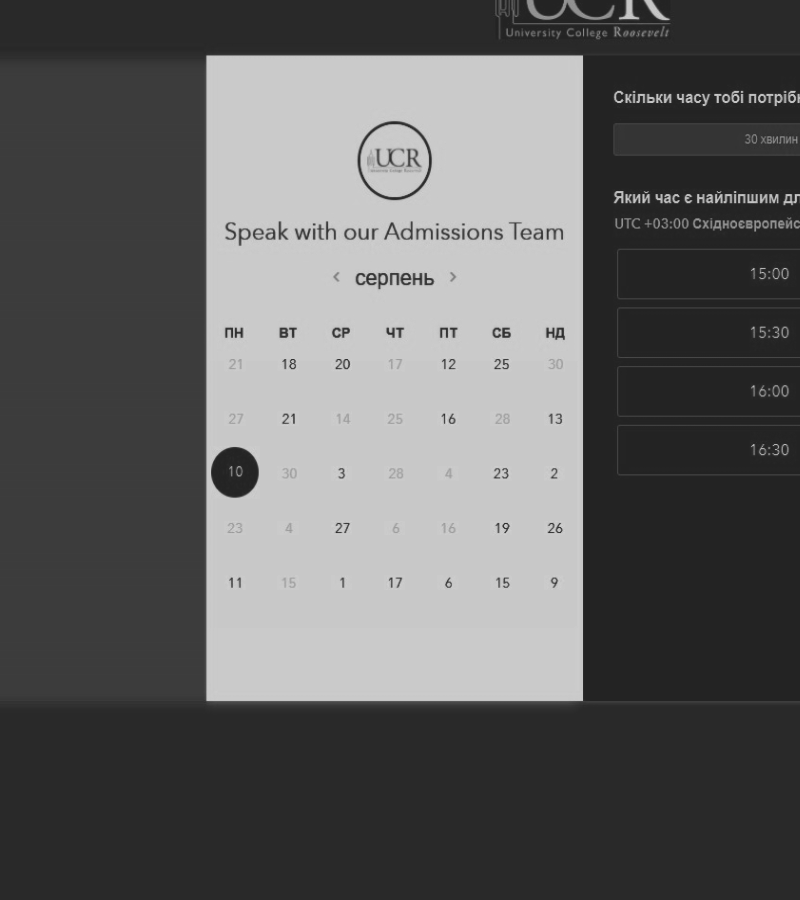 UCR
University College Roosevelt
UCR
Speak with our Admissions Team
серпень
ПН ВТ СР ЧТ ПТ СБ НД
21 18 20 17 12 25 30
27 21 14 25 16 28 13
10 30 3 28 4 23 2
23 4 27 6 16 19 26
11 15 1 17 6 15 9
Скільки часу тобі потріб
30 хвилин
Який час є найліпшим д
UTC +03:00 Східноєвропейс
15:00
15:30
16:00
16:30